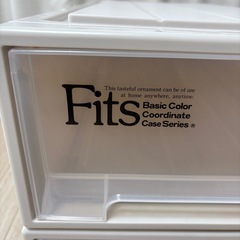 This tasteful ornament can be of use
at home anywhere, anytime.
Fits
Basic Color
Coordinate
Case Series ®